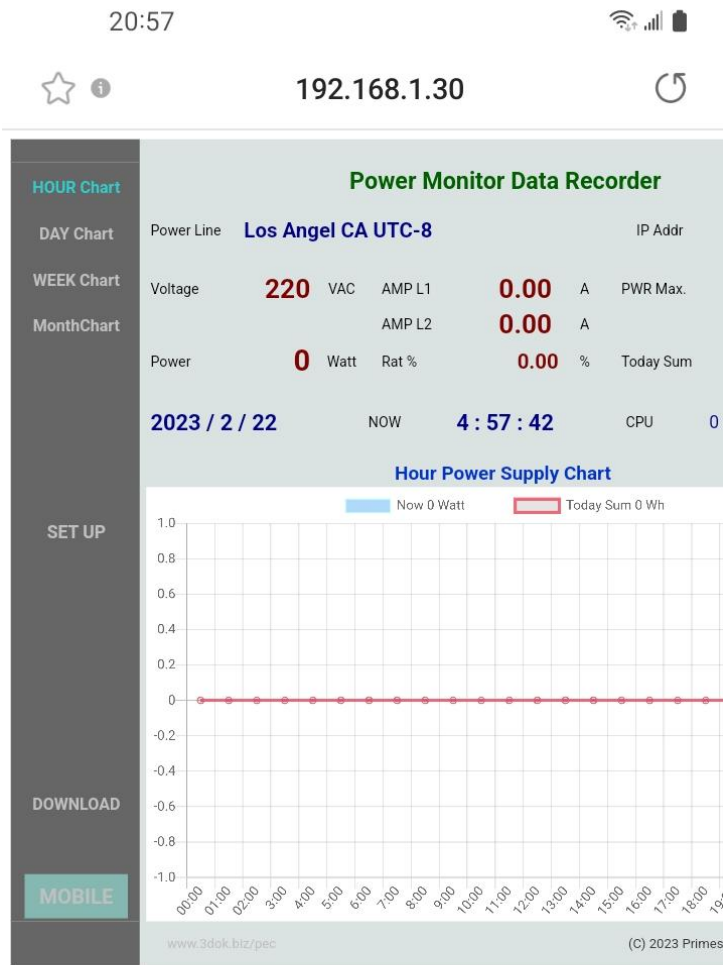 20:57
192.168.1.30
HOUR Chart
DAY Chart
WEEK Chart
MonthChart
SET UP
DOWNLOAD
MOBILE
Power Monitor Data Recorder
Power Line Los Angel CA UTC-8 IP Addr
Voltage 220 VAC AMP L1 0.00 A PWR Max.
AMP L2 0.00 A
Power 0 Watt Rat % 0.00 % Today Sum
2023 / 2 / 22 NOW 4 : 57 : 42 CPU 0
Hour Power Supply Chart
Now 0 Watt Today Sum 0 Wh
1.0
0.8
0.6
0.4
0.2
0
-0.2
-0.4
-0.6
-0.8
-1.0
00:00 01:00 02:00 3:00 4:00 5:00 6:00 7:00 8:00 9:00 10:00 11:00 12:00 13:00 14:00 15:00 16:00 17:00 18:00
www.3dok.biz/pec (C) 2023 Primes